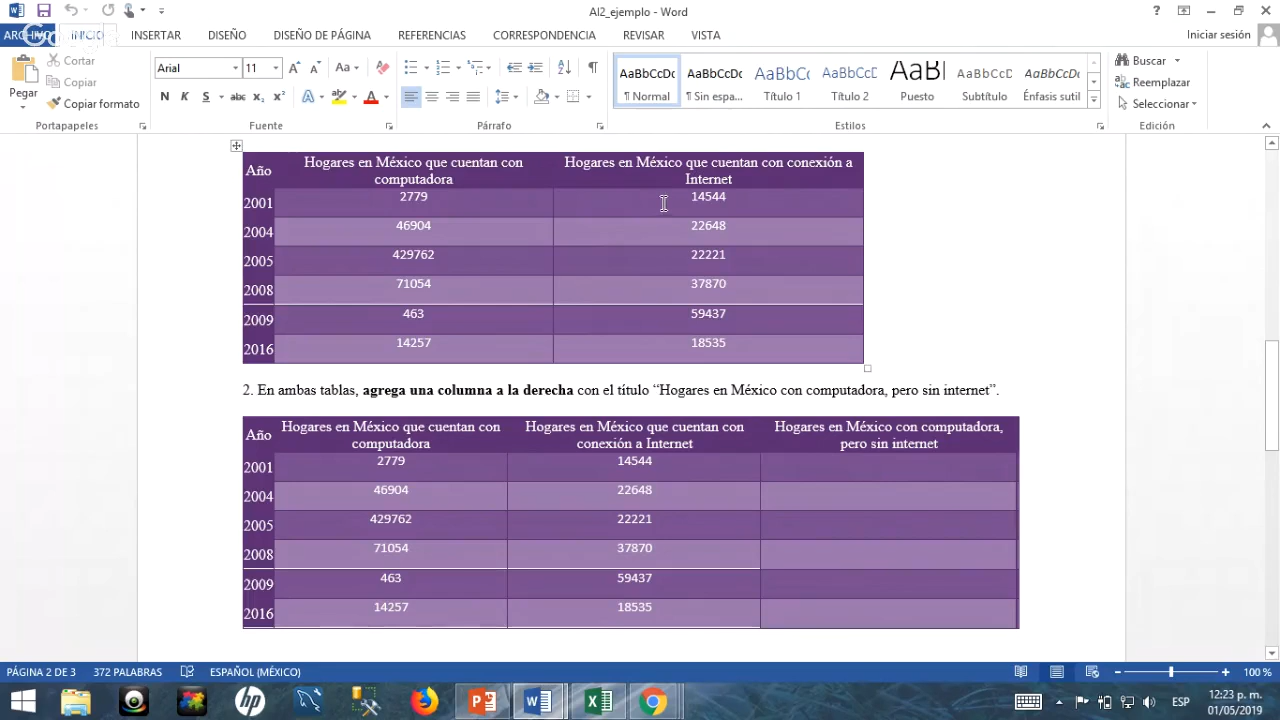 AI2_ejemplo - Word
ARCHIVO INICIO INSERTAR DISEÑO DISEÑO DE PÁGINA REFERENCIAS CORRESPONDENCIA REVISAR VISTA Iniciar sesión
Pegar
Cortar
Copiar
Copiar formato
Portapapeles
Arial 11
N K S abc x₂ x²
Fuente
Párrafo
AaBbCcDc AaBbCcDc AaBbCcDc AaBbCcDc AaBl AaBbCcDc AaBbCcDc
¶ Normal ¶ Sin espa... Título 1 Título 2 Puesto Subtítulo Énfasis sutil
Estilos
Buscar
Reemplazar
Seleccionar
Edición
Año Hogares en México que cuentan con computadora Hogares en México que cuentan con conexión a Internet
2001 2779 14544
2004 46904 22648
2005 429762 22221
2008 71054 37870
2009 463 59437
2016 14257 18535
2. En ambas tablas, agrega una columna a la derecha con el título “Hogares en México con computadora, pero sin internet”.
Año Hogares en México que cuentan con computadora Hogares en México que cuentan con conexión a Internet Hogares en México con computadora, pero sin internet
2001 2779 14544
2004 46904 22648
2005 429762 22221
2008 71054 37870
2009 463 59437
2016 14257 18535
PÁGINA 2 DE 3 372 PALABRAS ESPAÑOL (MÉXICO) 100 %
ESP 12:23 p. m.
01/05/2019